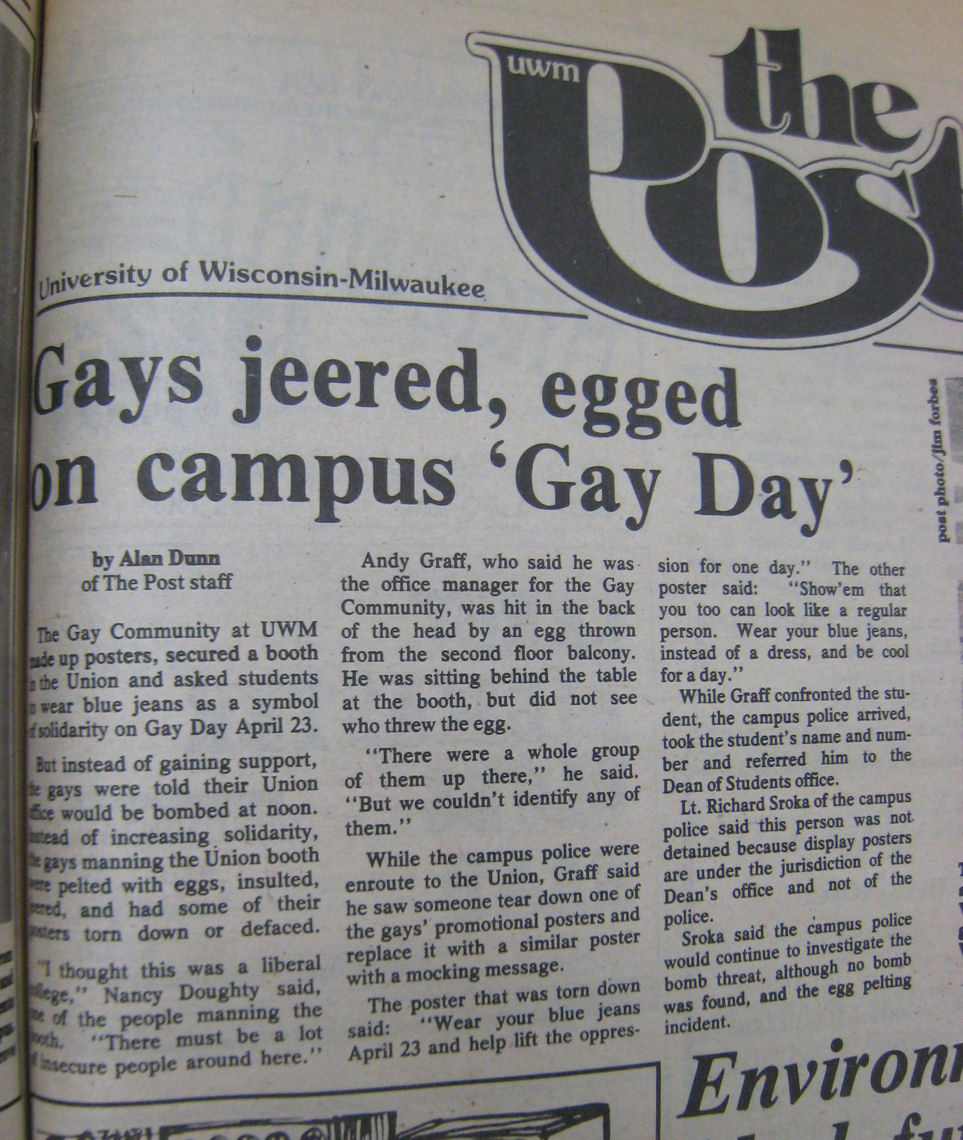 uwm
the
Post
University of Wisconsin-Milwaukee
Gays jeered, egged
on campus ‘Gay Day’
post photo/jim forbes
by Alan Dunn
of The Post staff
The Gay Community at UWM
made up posters, secured a booth
in the Union and asked students
to wear blue jeans as a symbol
of solidarity on Gay Day April 23.
But instead of gaining support,
the gays were told their Union
office would be bombed at noon.
Instead of increasing solidarity,
the gays manning the Union booth
were pelted with eggs, insulted,
jeered, and had some of their
posters torn down or defaced.
"I thought this was a liberal
college," Nancy Doughty said,
one of the people manning the
booth. "There must be a lot
of insecure people around here."
Andy Graff, who said he was
the office manager for the Gay
Community, was hit in the back
of the head by an egg thrown
from the second floor balcony.
He was sitting behind the table
at the booth, but did not see
who threw the egg.
"There were a whole group
of them up there," he said.
"But we couldn't identify any of
them."
While the campus police were
enroute to the Union, Graff said
he saw someone tear down one of
the gays' promotional posters and
replace it with a similar poster
with a mocking message.
The poster that was torn down
said: "Wear your blue jeans
April 23 and help lift the oppres-
sion for one day." The other
poster said: "Show'em that
you too can look like a regular
person. Wear your blue jeans,
instead of a dress, and be cool
for a day."
While Graff confronted the stu-
dent, the campus police arrived,
took the student's name and num-
ber and referred him to the
Dean of Students office.
Lt. Richard Sroka of the campus
police said this person was not
detained because display posters
are under the jurisdiction of the
Dean's office and not of the
police.
Sroka said the campus police
would continue to investigate the
bomb threat, although no bomb
was found, and the egg pelting
incident.